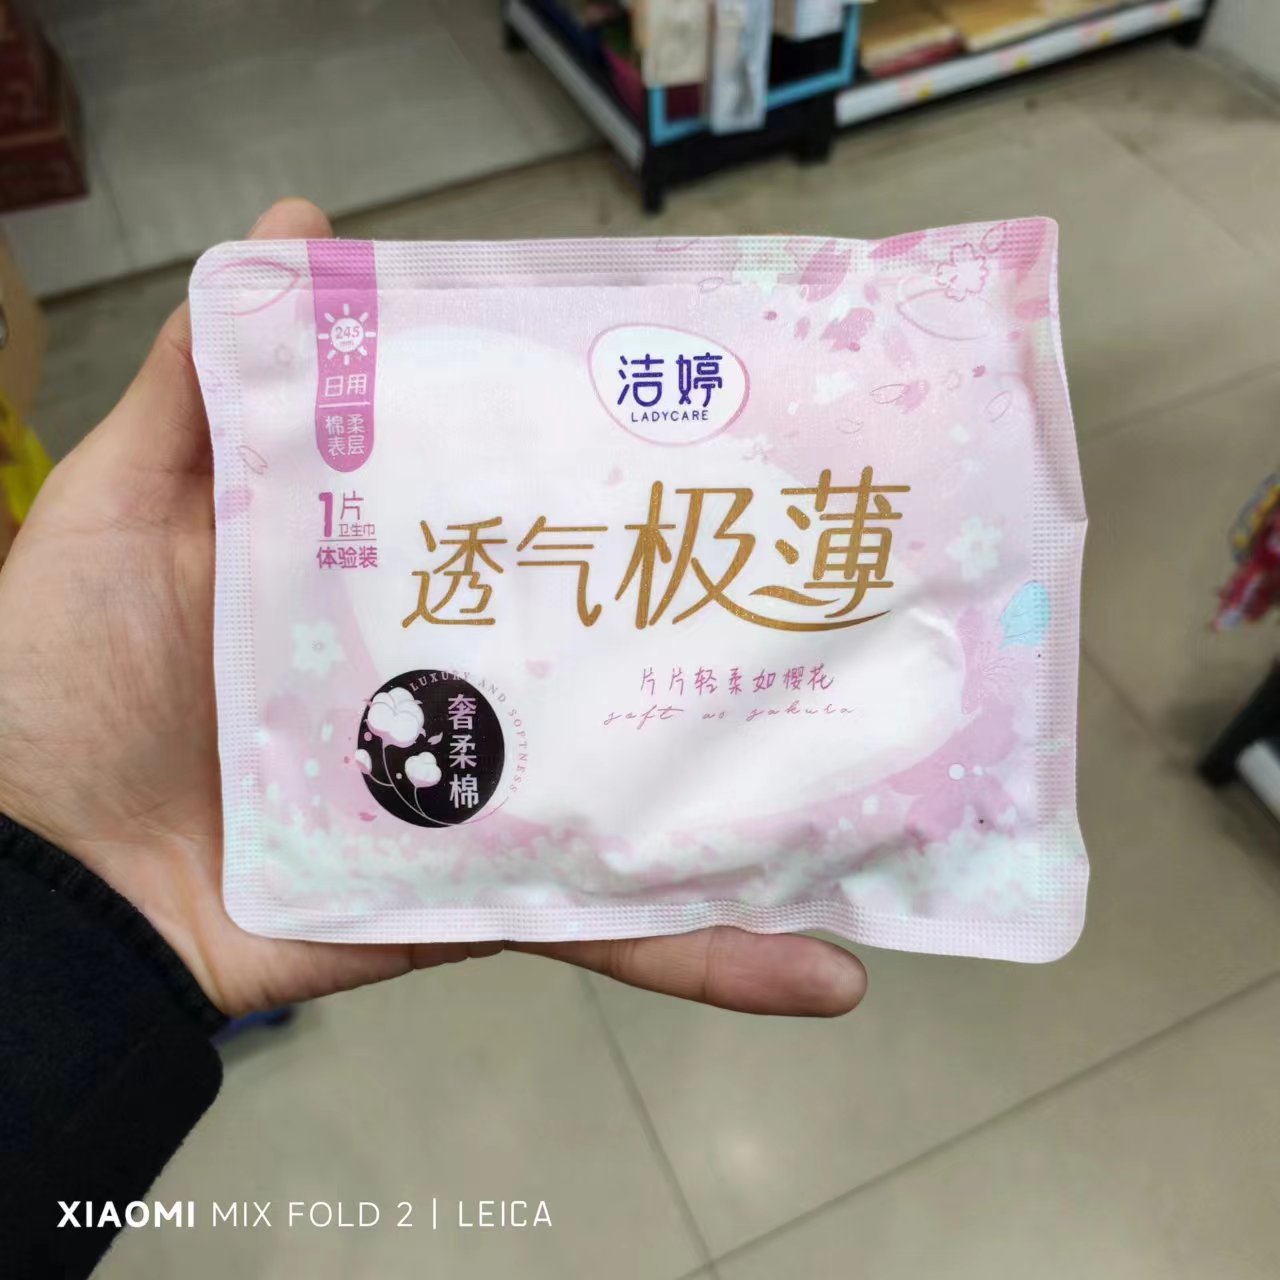 245
mm
日用
棉柔
表层
1片
卫生巾
体验装
洁婷
LADYCARE
透气极薄
片片轻柔如樱花
soft as sakura
LUXURY AND SOFTNESS
奢柔棉
XIAOMI MIX FOLD 2 | LEICA